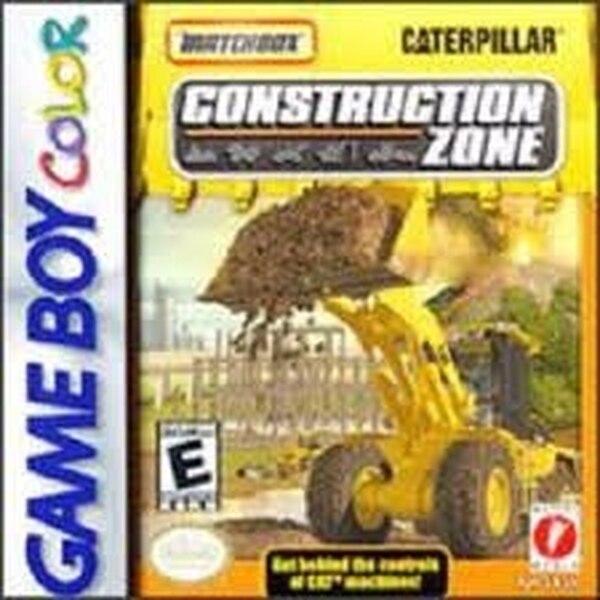 GAME BOY COLOR
MATCHBOX
CATERPILLAR
CONSTRUCTION
ZONE
E
Get behind the controls
of CAT® machines!